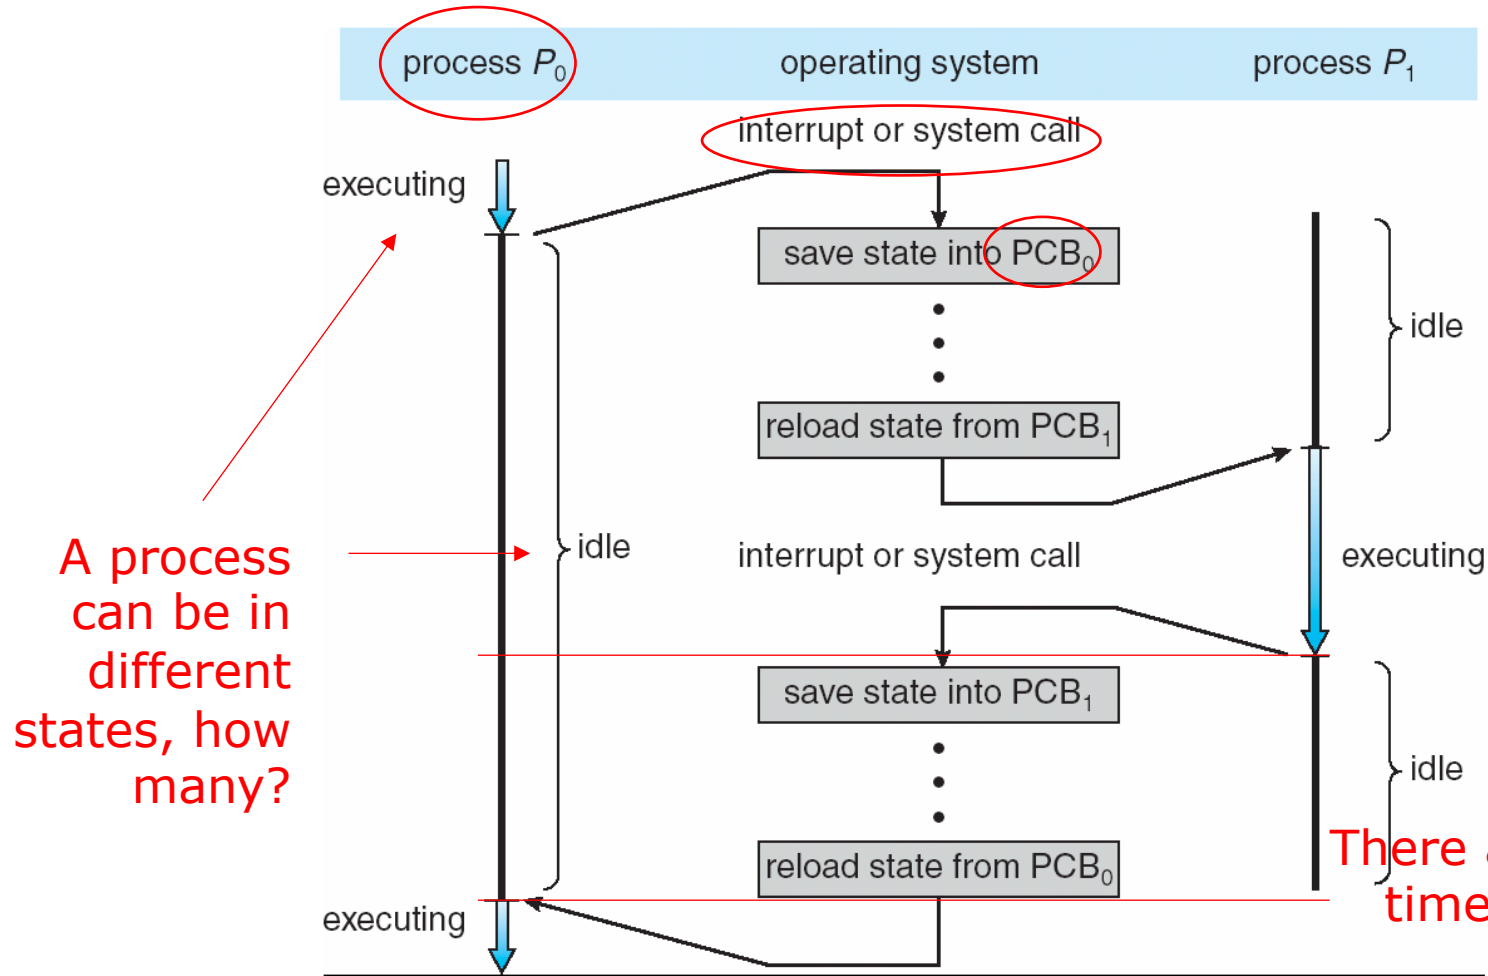 process P₀ operating system process P₁
interrupt or system call
executing
save state into PCB₀
idle
reload state from PCB₁
A process
can be in
different
states, how
many?
idle
interrupt or system call
executing
save state into PCB₁
idle
reload state from PCB₀
There
time
executing